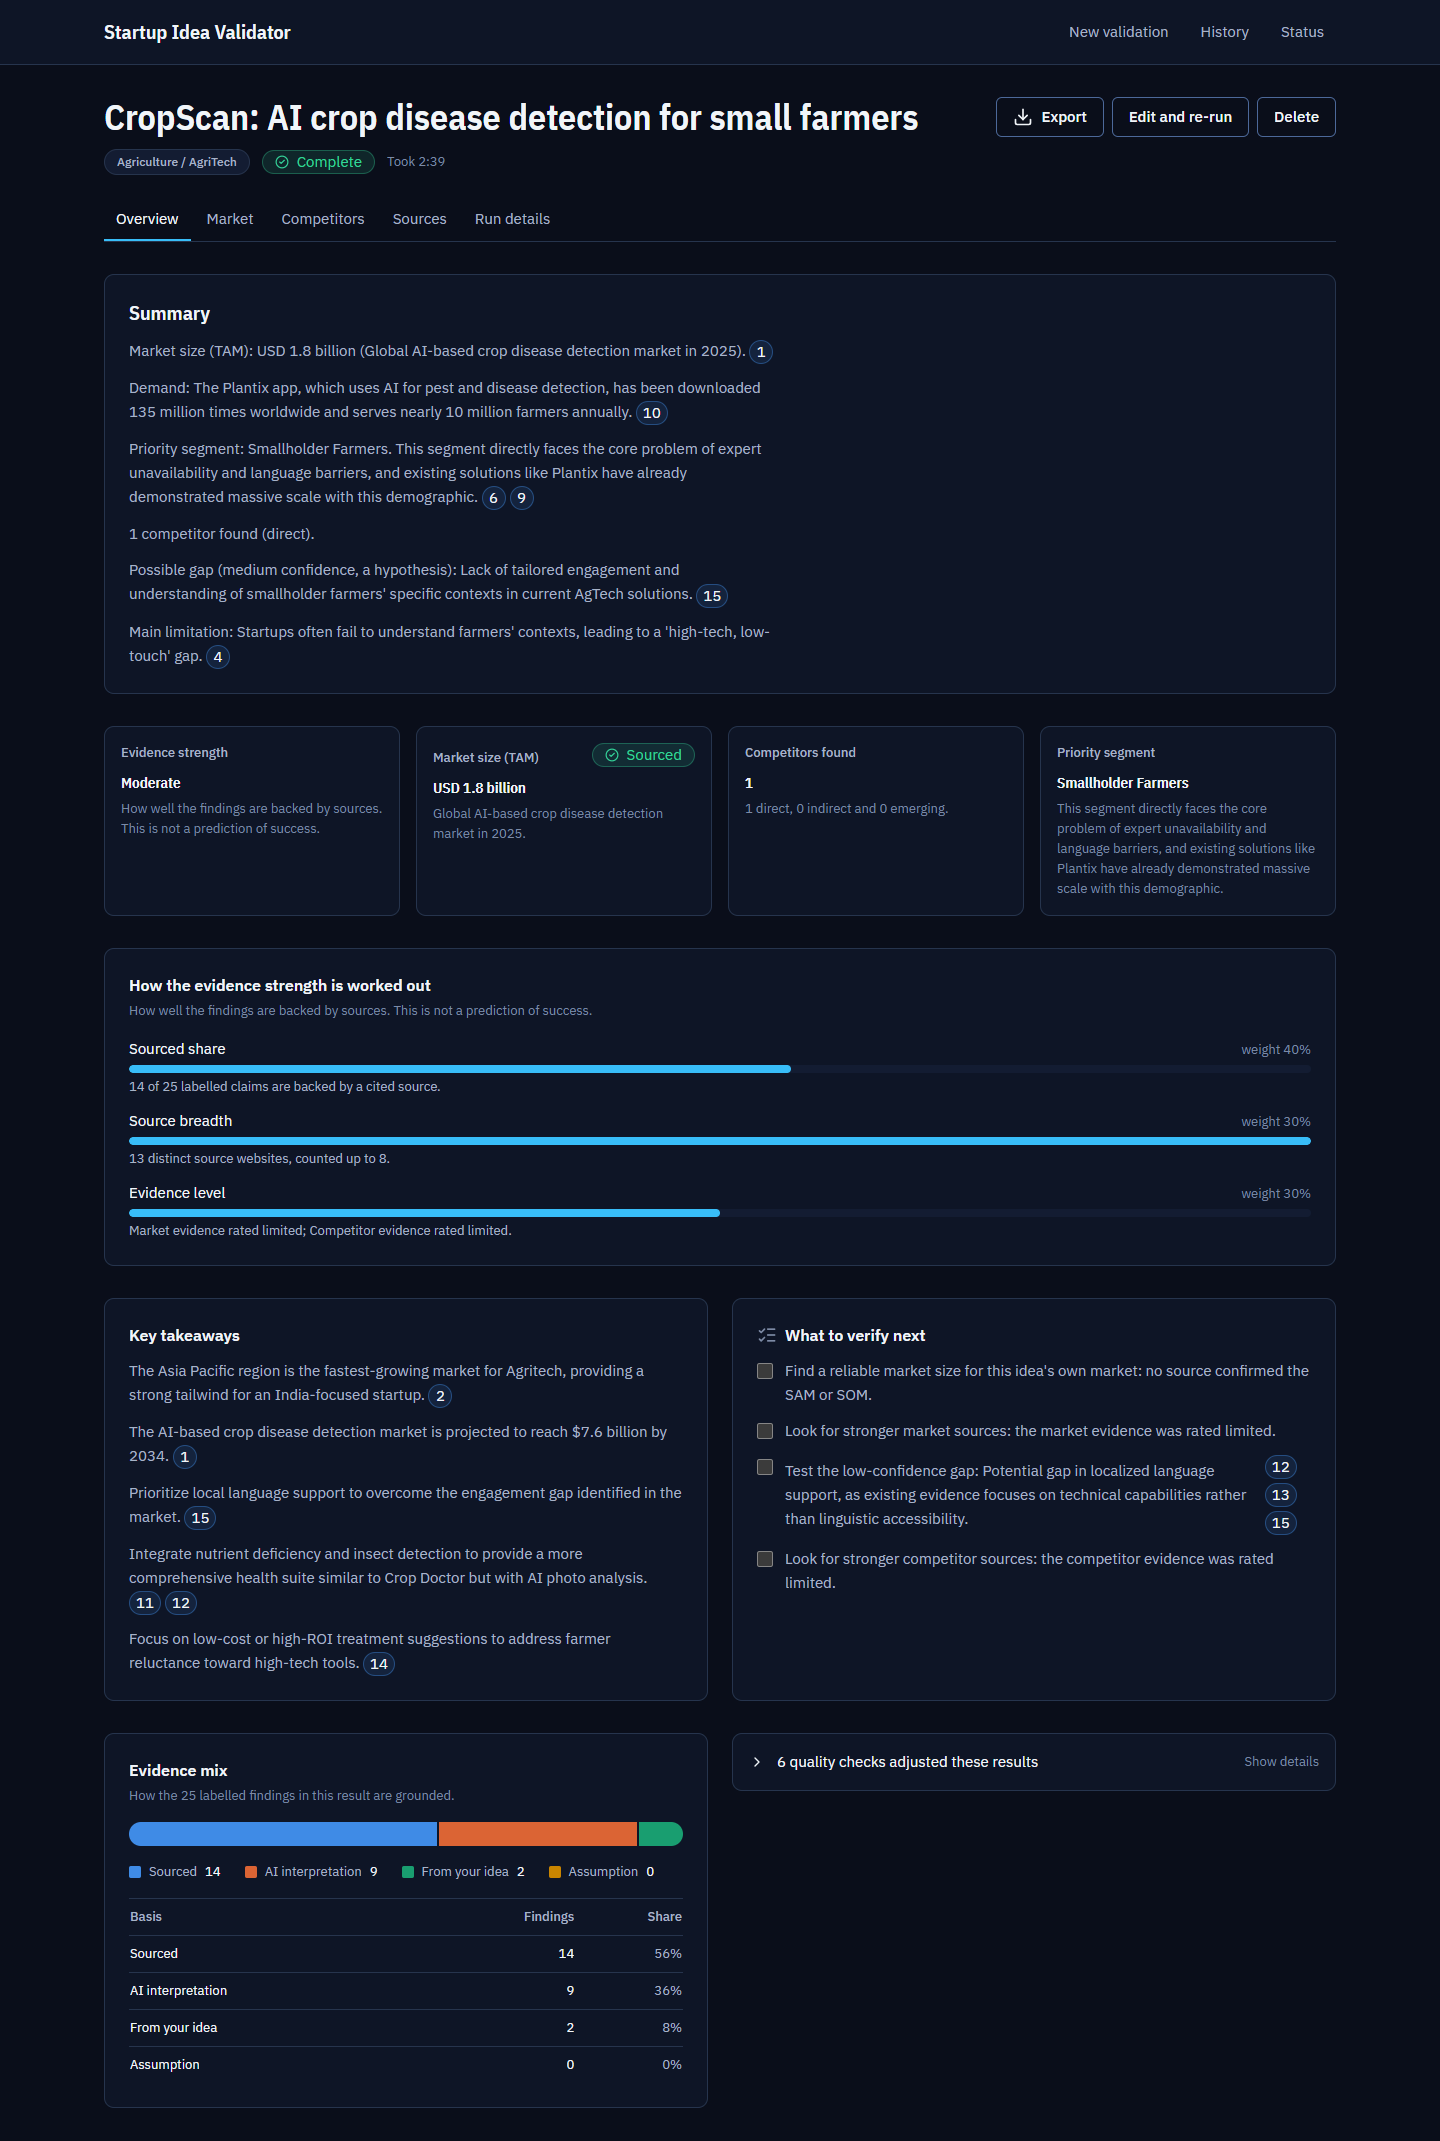 Startup Idea Validator
New validation
History
Status
CropScan: AI crop disease detection for small farmers
Export
Edit and re-run
Delete
Agriculture / AgriTech
Complete
Took 2:39
Overview
Market
Competitors
Sources
Run details
Summary
Market size (TAM): USD 1.8 billion (Global AI-based crop disease detection market in 2025). 1
Demand: The Plantix app, which uses AI for pest and disease detection, has been downloaded
135 million times worldwide and serves nearly 10 million farmers annually. 10
Priority segment: Smallholder Farmers. This segment directly faces the core problem of expert
unavailability and language barriers, and existing solutions like Plantix have already
demonstrated massive scale with this demographic. 6 9
1 competitor found (direct).
Possible gap (medium confidence, a hypothesis): Lack of tailored engagement and
understanding of smallholder farmers' specific contexts in current AgTech solutions. 15
Main limitation: Startups often fail to understand farmers' contexts, leading to a 'high-tech, low-
touch' gap. 4
Evidence strength
Moderate
How well the findings are backed by sources.
This is not a prediction of success.
Market size (TAM)
Sourced
USD 1.8 billion
Global AI-based crop disease detection
market in 2025.
Competitors found
1
1 direct, 0 indirect and 0 emerging.
Priority segment
Smallholder Farmers
This segment directly faces the core
problem of expert unavailability and
language barriers, and existing solutions like
Plantix have already demonstrated massive
scale with this demographic.
How the evidence strength is worked out
How well the findings are backed by sources. This is not a prediction of success.
Sourced share
weight 40%
14 of 25 labelled claims are backed by a cited source.
Source breadth
weight 30%
13 distinct source websites, counted up to 8.
Evidence level
weight 30%
Market evidence rated limited; Competitor evidence rated limited.
Key takeaways
The Asia Pacific region is the fastest-growing market for Agritech, providing a
strong tailwind for an India-focused startup. 2
The AI-based crop disease detection market is projected to reach $7.6 billion by
2034. 1
Prioritize local language support to overcome the engagement gap identified in the
market. 15
Integrate nutrient deficiency and insect detection to provide a more
comprehensive health suite similar to Crop Doctor but with AI photo analysis.
11 12
Focus on low-cost or high-ROI treatment suggestions to address farmer
reluctance toward high-tech tools. 14
What to verify next
Find a reliable market size for this idea's own market: no source confirmed the
SAM or SOM.
Look for stronger market sources: the market evidence was rated limited.
Test the low-confidence gap: Potential gap in localized language
support, as existing evidence focuses on technical capabilities rather
than linguistic accessibility.
12
13
15
Look for stronger competitor sources: the competitor evidence was rated
limited.
Evidence mix
How the 25 labelled findings in this result are grounded.
Sourced 14
AI interpretation 9
From your idea 2
Assumption 0
Basis Findings Share
Sourced 14 56%
AI interpretation 9 36%
From your idea 2 8%
Assumption 0 0%
6 quality checks adjusted these results
Show details